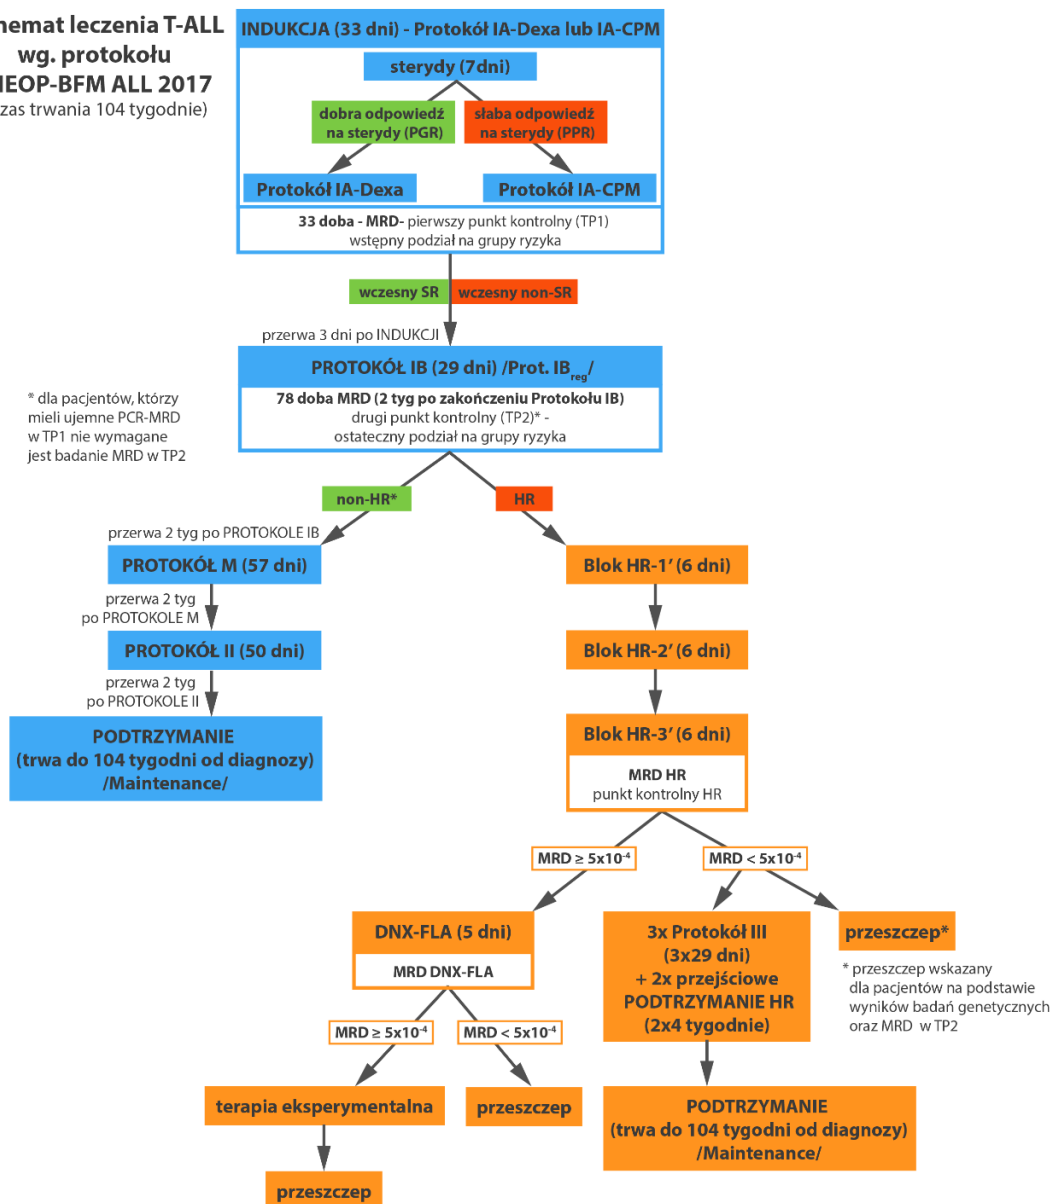 hemat leczenia T-ALL
wg. protokołu
IEOP-BFM ALL 2017
zas trwania 104 tygodnie)
INDUKCJA (33 dni) - Protokół IA-Dexa lub IA-CPM
sterydy (7dni)
dobra odpowiedź
na sterydy (PGR)
słaba odpowiedź
na sterydy (PPR)
Protokół IA-Dexa
Protokół IA-CPM
33 doba - MRD- pierwszy punkt kontrolny (TP1)
wstępny podział na grupy ryzyka
wczesny SR
wczesny non-SR
przerwa 3 dni po INDUKCJI
PROTOKÓŁ IB (29 dni) /Prot. IBreg/
78 doba MRD (2 tyg po zakończeniu Protokołu IB)
drugi punkt kontrolny (TP2)* -
ostateczny podział na grupy ryzyka
* dla pacjentów, którzy
mieli ujemne PCR-MRD
w TP1 nie wymagane
jest badanie MRD w TP2
non-HR*
HR
przerwa 2 tyg po PROTOKOLE IB
PROTOKÓŁ M (57 dni)
przerwa 2 tyg
po PROTOKOLE M
PROTOKÓŁ II (50 dni)
przerwa 2 tyg
po PROTOKOLE II
PODTRZYMANIE
(trwa do 104 tygodni od diagnozy)
/Maintenance/
Blok HR-1’ (6 dni)
Blok HR-2’ (6 dni)
Blok HR-3’ (6 dni)
MRD HR
punkt kontrolny HR
MRD ≥ 5x10⁻⁴
MRD < 5x10⁻⁴
DNX-FLA (5 dni)
MRD DNX-FLA
3x Protokół III
(3x29 dni)
+ 2x przejściowe
PODTRZYMANIE HR
(2x4 tygodnie)
przeszczep*
* przeszczep wskazany
dla pacjentów na podstawie
wyników badań genetycznych
oraz MRD w TP2
MRD ≥ 5x10⁻⁴
MRD < 5x10⁻⁴
terapia eksperymentalna
przeszczep
PODTRZYMANIE
(trwa do 104 tygodni od diagnozy)
/Maintenance/
przeszczep